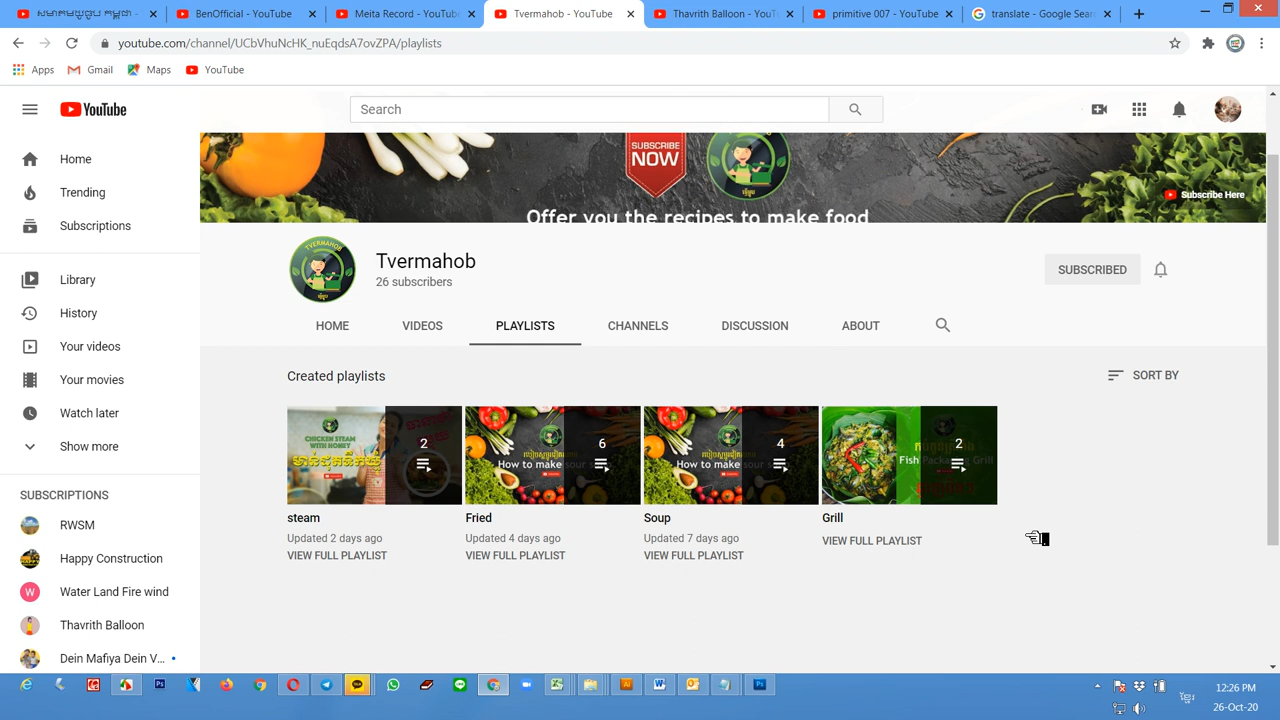 BenOfficial - YouTube
Meita Record - YouTube
Tvermahob - YouTube
Thavrith Balloon - YouTu
primitive 007 - YouTube
translate - Google Sear
youtube.com/channel/UCbVhuNcHK_nuEqdsA7ovZPA/playlists
Apps
Gmail
Maps
YouTube
YouTube
Search
Home
Trending
Subscriptions
Library
History
Your videos
Your movies
Watch later
Show more
SUBSCRIPTIONS
RWSM
Happy Construction
Water Land Fire wind
Thavrith Balloon
Dein Mafiya Dein V...
SUBSCRIBE
NOW
Subscribe Here
Offer you the recipes to make food
TVERMAHOB
Tvermahob
26 subscribers
SUBSCRIBED
HOME
VIDEOS
PLAYLISTS
CHANNELS
DISCUSSION
ABOUT
Created playlists
SORT BY
CHICKEN STEAM
WITH HONEY
2
How to make
6
How to make sour
4
Fish Packaging Grill
2
steam
Updated 2 days ago
VIEW FULL PLAYLIST
Fried
Updated 4 days ago
VIEW FULL PLAYLIST
Soup
Updated 7 days ago
VIEW FULL PLAYLIST
Grill
VIEW FULL PLAYLIST
W
12:26 PM
26-Oct-20